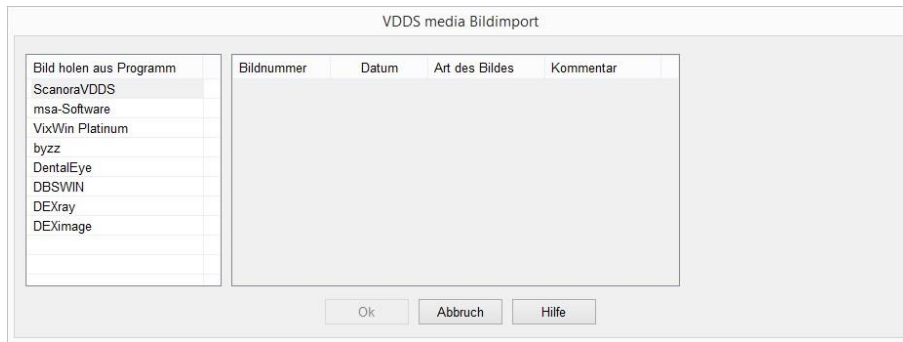 VDDS media Bildimport
Bild holen aus Programm
ScanoraVDDS
msa-Software
VixWin Platinum
byzz
DentalEye
DBSWIN
DEXray
DEXimage
Bildnummer Datum Art des Bildes Kommentar
Ok Abbruch Hilfe